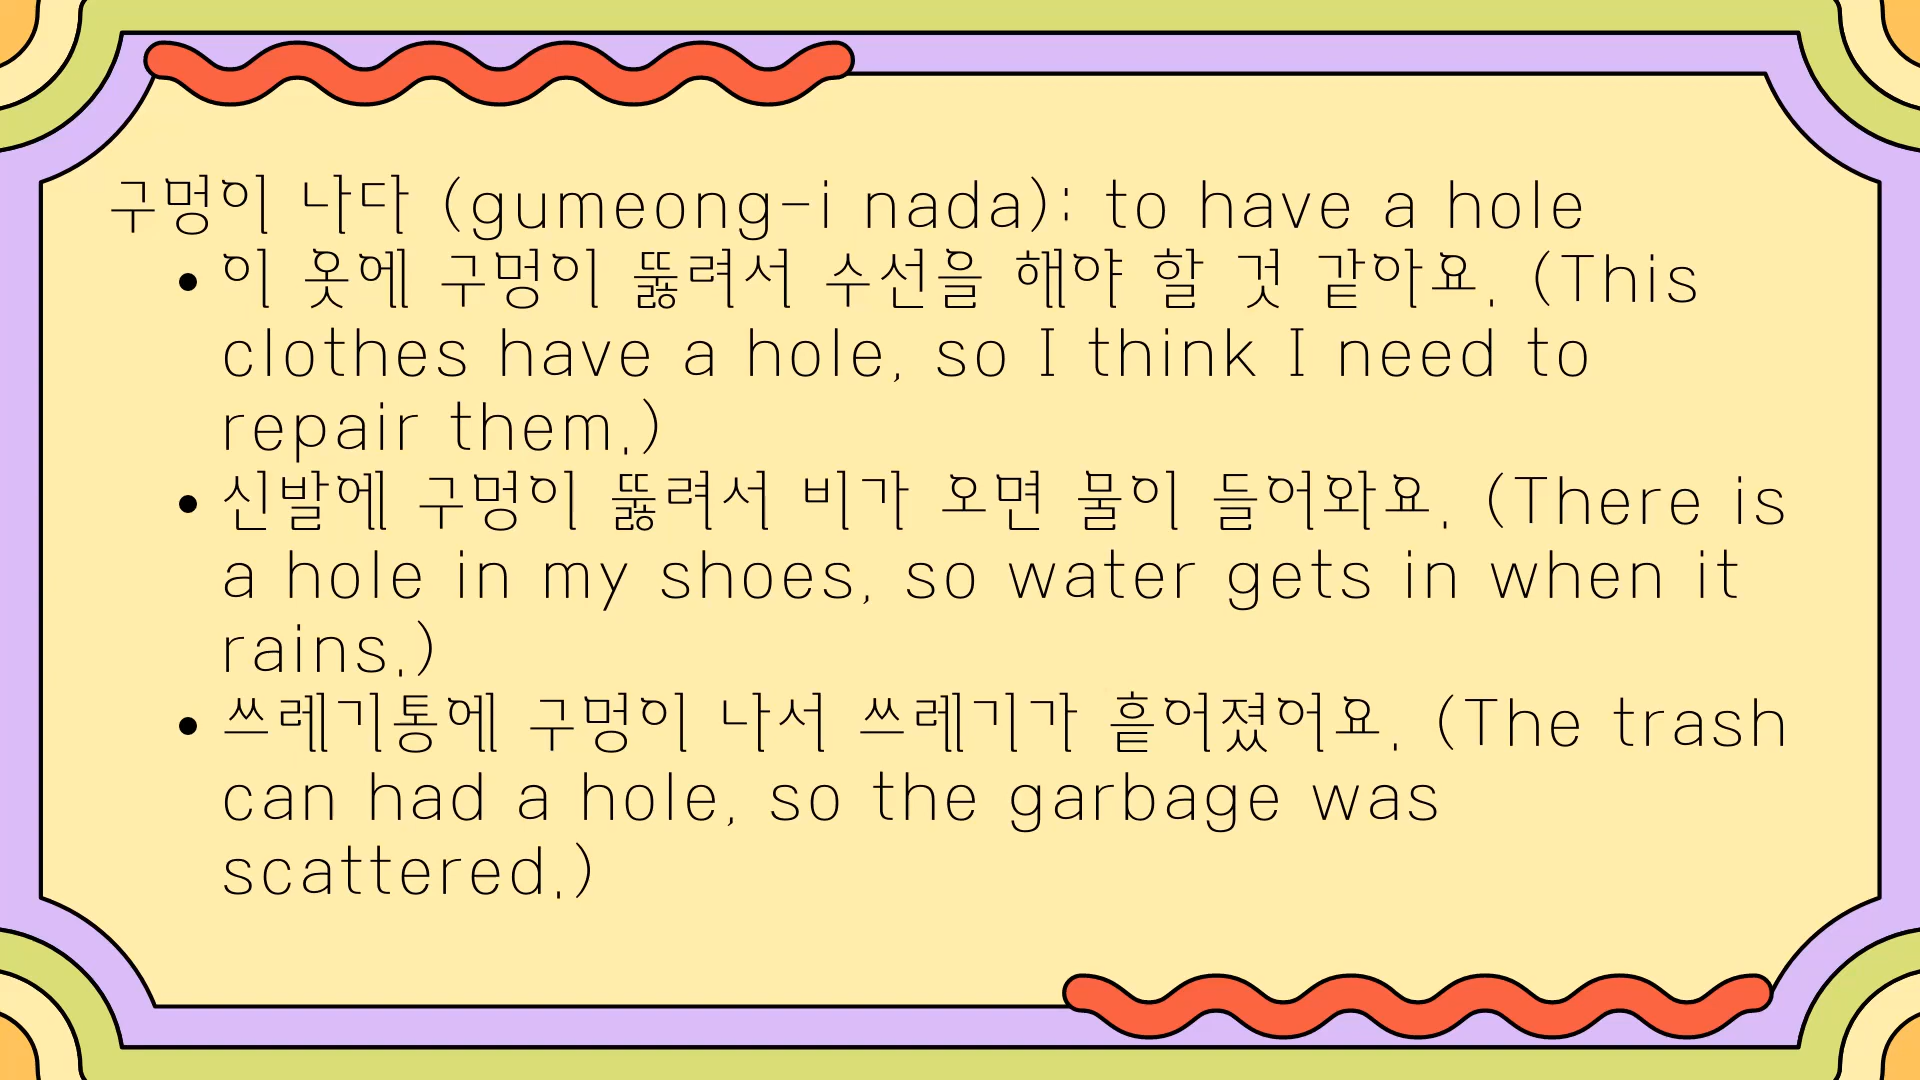 구멍이 나다 (gumeong-i nada): to have a hole
• 이 옷에 구멍이 뚫려서 수선을 해야 할 것 같아요. (This
clothes have a hole, so I think I need to
repair them.)
• 신발에 구멍이 뚫려서 비가 오면 물이 들어와요. (There is
a hole in my shoes, so water gets in when it
rains.)
• 쓰레기통에 구멍이 나서 쓰레기가 흩어졌어요. (The trash
can had a hole, so the garbage was
scattered.)